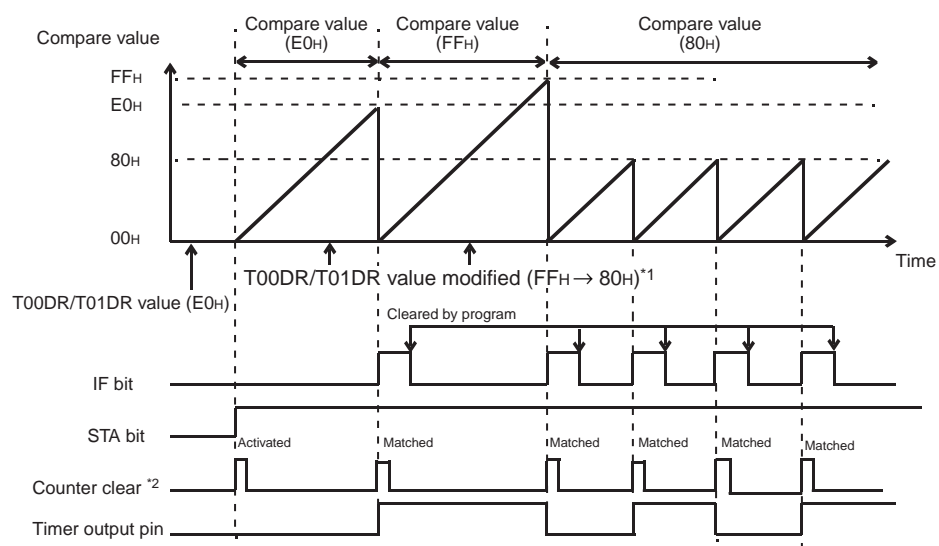 Compare value
Compare value
(E0H)
Compare value
(FFH)
Compare value
(80H)
FFH
E0H
80H
00H
Time
T00DR/T01DR value modified (FFH→ 80H)*1
T00DR/T01DR value (E0H)
Cleared by program
IF bit
STA bit
Activated
Matched
Matched
Matched
Matched
Matched
Counter clear *2
Timer output pin